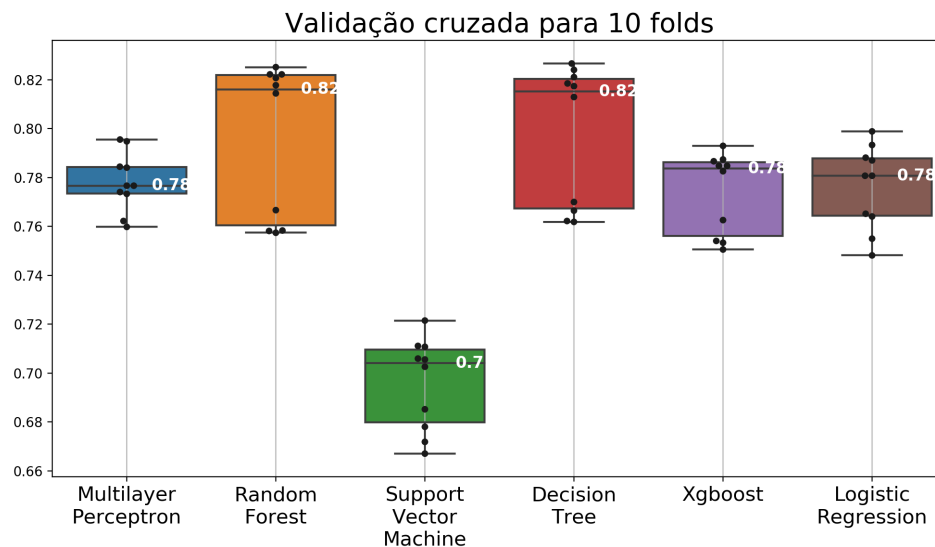 Validação cruzada para 10 folds
0.82
0.80
0.78
0.76
0.74
0.72
0.70
0.68
0.66
0.78
0.82
0.7
0.82
0.78
0.78
Multilayer
Perceptron
Random
Forest
Support
Vector
Machine
Decision
Tree
Xgboost
Logistic
Regression